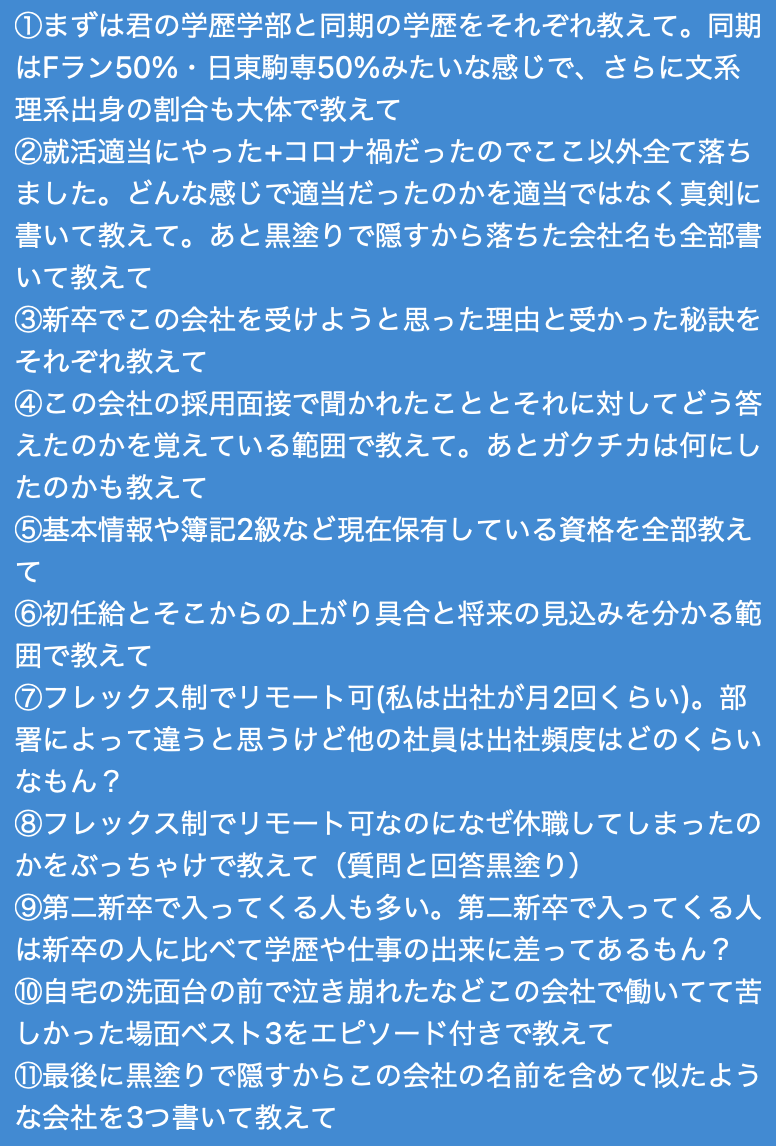 ①まずは君の学歴学部と同期の学歴をそれぞれ教えて。同期
はFラン50%・日東駒専50%みたいな感じで、さらに文系
理系出身の割合も大体で教えて
②就活適当にやった+コロナ禍だったのでここ以外全て落ち
ました。どんな感じで適当だったのかを適当ではなく真剣に
書いて教えて。あと黒塗りで隠すから落ちた会社名も全部書
いて教えて
③新卒でこの会社を受けようと思った理由と受かった秘訣を
それぞれ教えて
④この会社の採用面接で聞かれたこととそれに対してどう答
えたのかを覚えている範囲で教えて。あとガクチカは何にし
たのかも教えて
⑤基本情報や簿記2級など現在保有している資格を全部教え
て
⑥初任給とそこからの上がり具合と将来の見込みを分かる範
囲で教えて
⑦フレックス制でリモート可(私は出社が月2回くらい)。部
署によって違うと思うけど他の社員は出社頻度はどのくらい
なもん？
⑧フレックス制でリモート可なのになぜ休職してしまったの
かをぶっちゃけで教えて（質問と回答黒塗り）
⑨第二新卒で入ってくる人も多い。第二新卒で入ってくる人
は新卒の人に比べて学歴や仕事の出来に差ってあるもん？
⑩自宅の洗面台の前で泣き崩れたなどこの会社で働いてて苦
しかった場面ベスト3をエピソード付きで教えて
⑪最後に黒塗りで隠すからこの会社の名前を含めて似たよう
な会社を3つ書いて教えて